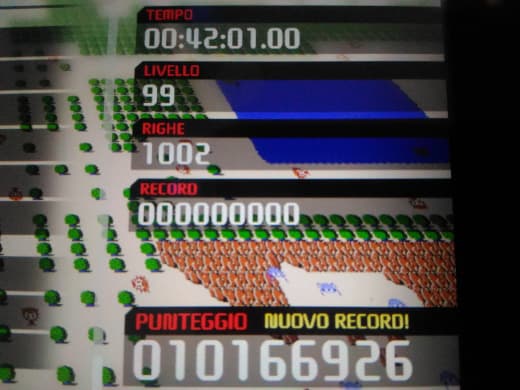 TEMPO
00:42:01.00
LIVELLO
99
RIGHE
1002
RECORD
000000000
PUNTEGGIO NUOVO RECORD!
010166926